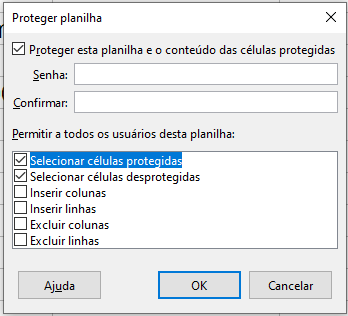 Proteger planilha
Proteger esta planilha e o conteúdo das células protegidas
Senha:
Confirmar:
Permitir a todos os usuários desta planilha:
Selecionar células protegidas
Selecionar células desprotegidas
Inserir colunas
Inserir linhas
Excluir colunas
Excluir linhas
Ajuda OK Cancelar